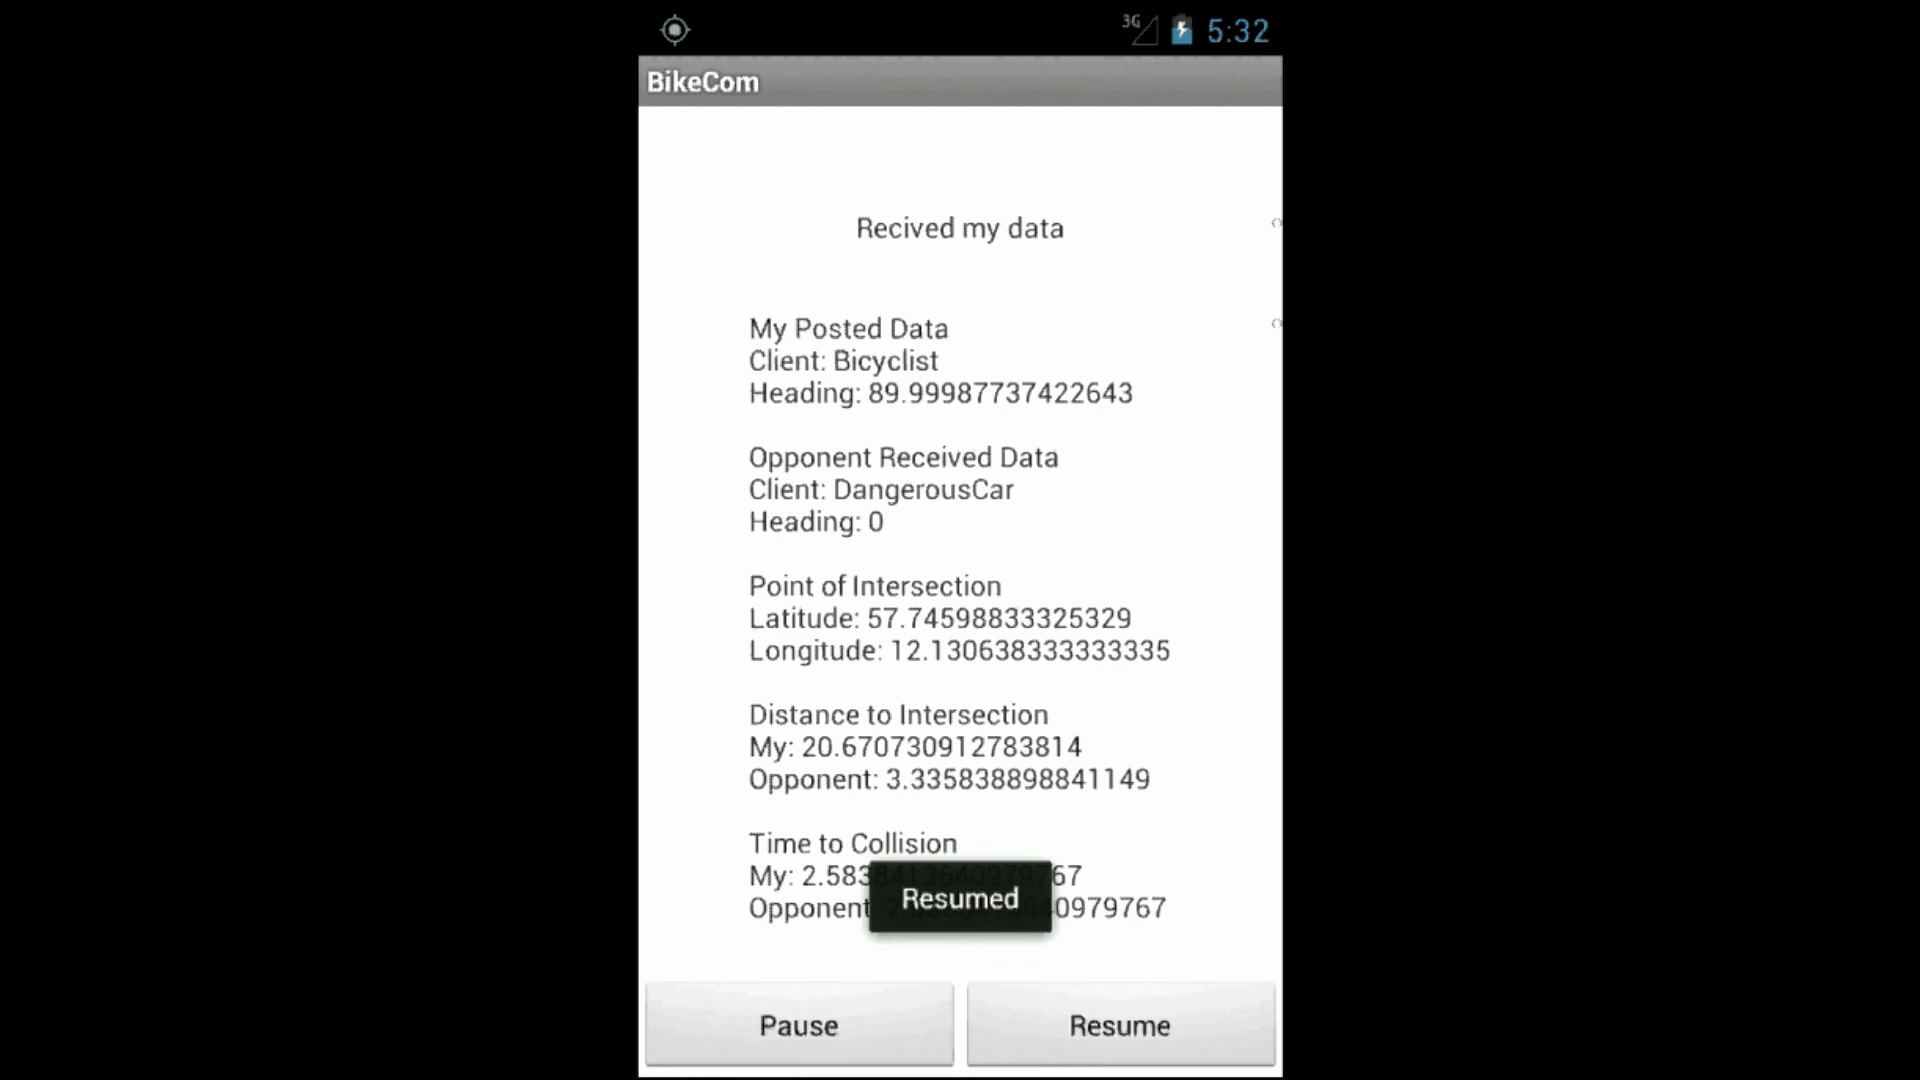 3G
5:32
BikeCom
Recived my data
My Posted Data
Client: Bicyclist
Heading: 89.99987737422643
Opponent Received Data
Client: DangerousCar
Heading: 0
Point of Intersection
Latitude: 57.74598833325329
Longitude: 12.130638333333335
Distance to Intersection
My: 20.670730912783814
Opponent: 3.335838898841149
Time to Collision
My:
Opponent
Resumed
Pause
Resume